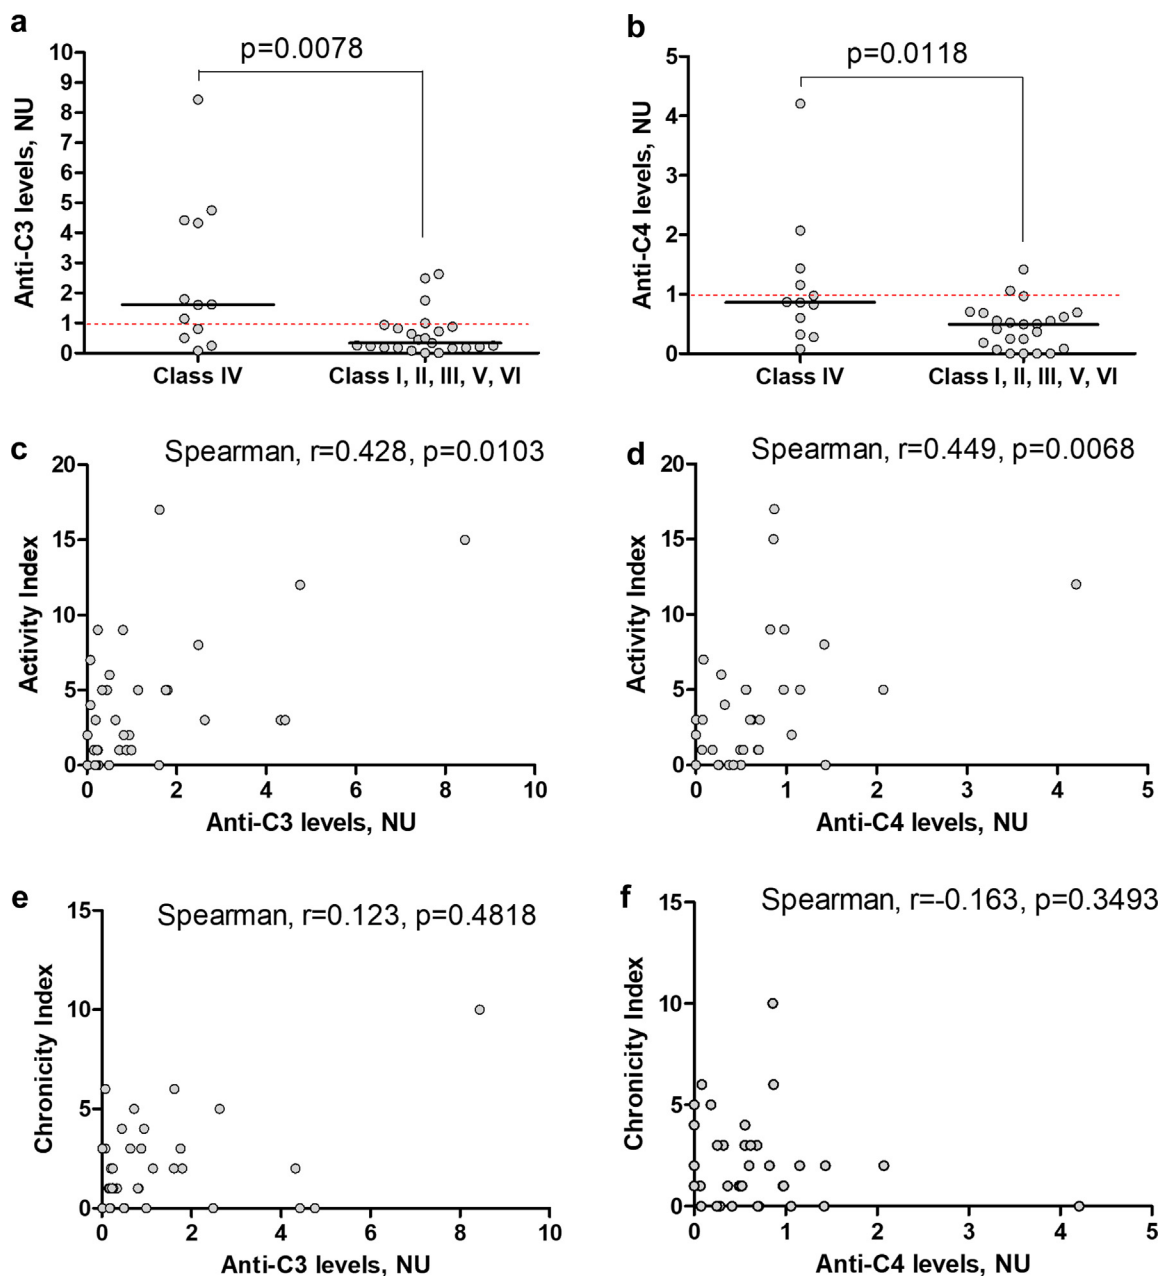 a
p=0.0078
Anti-C3 levels, NU
10
9
8
7
6
5
4
3
2
1
0
Class IV
Class I, II, III, V, VI
b
p=0.0118
Anti-C4 levels, NU
5
4
3
2
1
0
Class IV
Class I, II, III, V, VI
c
Spearman, r=0.428, p=0.0103
Activity Index
20
15
10
5
0
0 2 4 6 8 10
Anti-C3 levels, NU
d
Spearman, r=0.449, p=0.0068
Activity Index
20
15
10
5
0
0 1 2 3 4 5
Anti-C4 levels, NU
e
Spearman, r=0.123, p=0.4818
Chronicity Index
15
10
5
0
0 2 4 6 8 10
Anti-C3 levels, NU
f
Spearman, r=-0.163, p=0.3493
Chronicity Index
15
10
5
0
0 1 2 3 4 5
Anti-C4 levels, NU